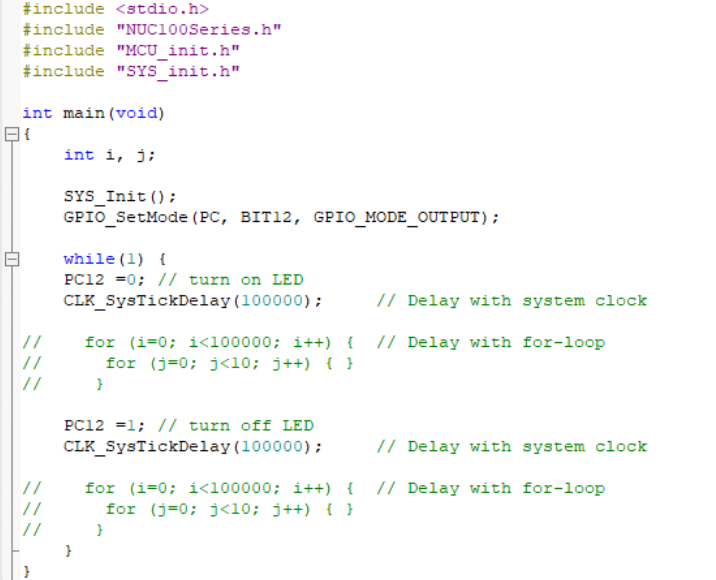 #include <stdio.h>
#include "NUC100Series.h"
#include "MCU_init.h"
#include "SYS_init.h"
int main(void)
{
int i, j;
SYS_Init();
GPIO_SetMode(PC, BIT12, GPIO_MODE_OUTPUT);
while(1) {
PC12 =0; // turn on LED
CLK_SysTickDelay(100000);     // Delay with system clock
//    for (i=0; i<100000; i++) {  // Delay with for-loop
//      for (j=0; j<10; j++) { }
//     }
PC12 =1; // turn off LED
CLK_SysTickDelay(100000);     // Delay with system clock
//    for (i=0; i<100000; i++) {  // Delay with for-loop
//      for (j=0; j<10; j++) { }
//     }
}
}